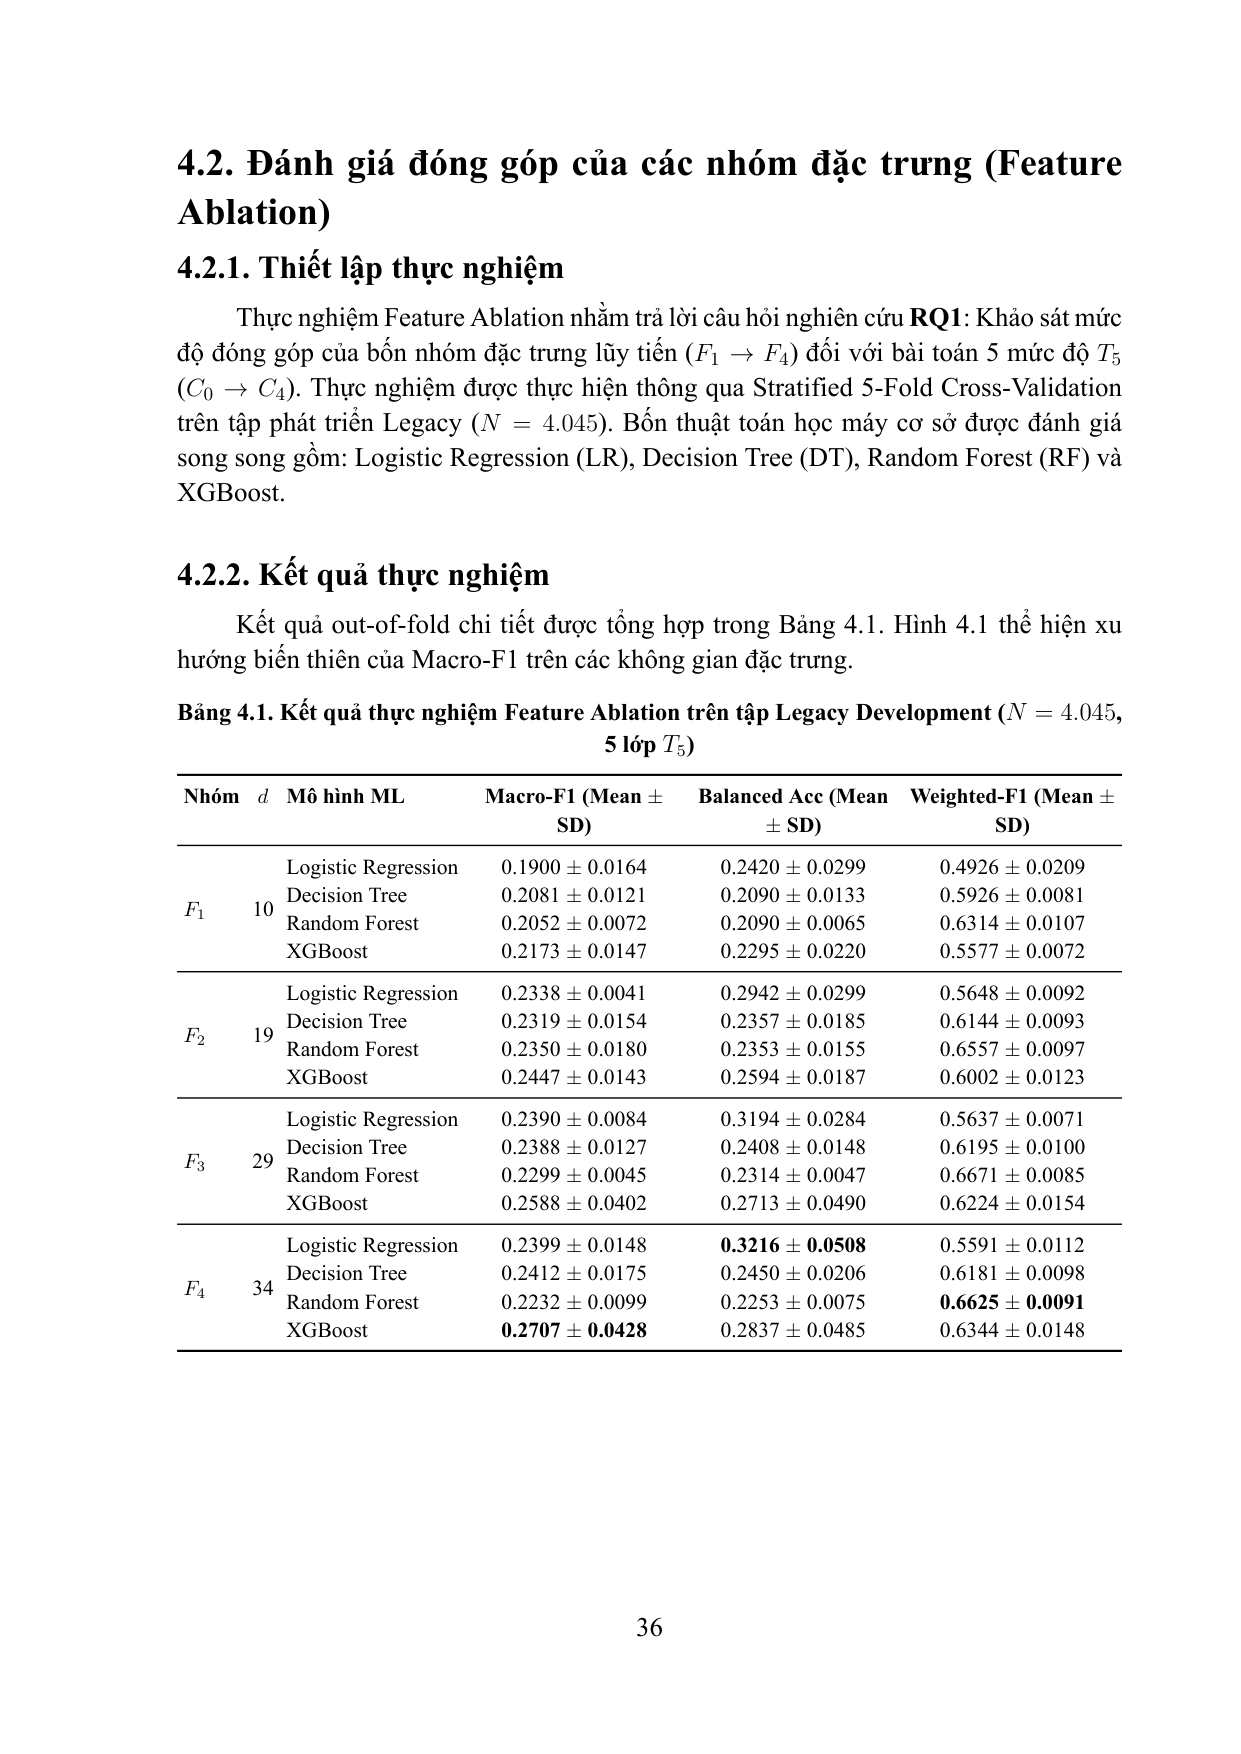 4.2. Đánh giá đóng góp của các nhóm đặc trưng (Feature
Ablation)
4.2.1. Thiết lập thực nghiệm
Thực nghiệm Feature Ablation nhằm trả lời câu hỏi nghiên cứu RQ1: Khảo sát mức
độ đóng góp của bốn nhóm đặc trưng lũy tiến (F₁ → F₄) đối với bài toán 5 mức độ T₅
(C₀ → C₄). Thực nghiệm được thực hiện thông qua Stratified 5-Fold Cross-Validation
trên tập phát triển Legacy (N = 4.045). Bốn thuật toán học máy cơ sở được đánh giá
song song gồm: Logistic Regression (LR), Decision Tree (DT), Random Forest (RF) và
XGBoost.
4.2.2. Kết quả thực nghiệm
Kết quả out-of-fold chi tiết được tổng hợp trong Bảng 4.1. Hình 4.1 thể hiện xu
hướng biến thiên của Macro-F1 trên các không gian đặc trưng.
Bảng 4.1. Kết quả thực nghiệm Feature Ablation trên tập Legacy Development (N = 4.045,
5 lớp T₅)
Nhóm d Mô hình ML Macro-F1 (Mean ± Balanced Acc (Mean Weighted-F1 (Mean ±
SD) ± SD) SD)
Logistic Regression 0.1900 ± 0.0164 0.2420 ± 0.0299 0.4926 ± 0.0209
Decision Tree 0.2081 ± 0.0121 0.2090 ± 0.0133 0.5926 ± 0.0081
F₁ 10
Random Forest 0.2052 ± 0.0072 0.2090 ± 0.0065 0.6314 ± 0.0107
XGBoost 0.2173 ± 0.0147 0.2295 ± 0.0220 0.5577 ± 0.0072
Logistic Regression 0.2338 ± 0.0041 0.2942 ± 0.0299 0.5648 ± 0.0092
Decision Tree 0.2319 ± 0.0154 0.2357 ± 0.0185 0.6144 ± 0.0093
F₂ 19
Random Forest 0.2350 ± 0.0180 0.2353 ± 0.0155 0.6557 ± 0.0097
XGBoost 0.2447 ± 0.0143 0.2594 ± 0.0187 0.6002 ± 0.0123
Logistic Regression 0.2390 ± 0.0084 0.3194 ± 0.0284 0.5637 ± 0.0071
Decision Tree 0.2388 ± 0.0127 0.2408 ± 0.0148 0.6195 ± 0.0100
F₃ 29
Random Forest 0.2299 ± 0.0045 0.2314 ± 0.0047 0.6671 ± 0.0085
XGBoost 0.2588 ± 0.0402 0.2713 ± 0.0490 0.6224 ± 0.0154
Logistic Regression 0.2399 ± 0.0148 0.3216 ± 0.0508 0.5591 ± 0.0112
Decision Tree 0.2412 ± 0.0175 0.2450 ± 0.0206 0.6181 ± 0.0098
F₄ 34
Random Forest 0.2232 ± 0.0099 0.2253 ± 0.0075 0.6625 ± 0.0091
XGBoost 0.2707 ± 0.0428 0.2837 ± 0.0485 0.6344 ± 0.0148
36